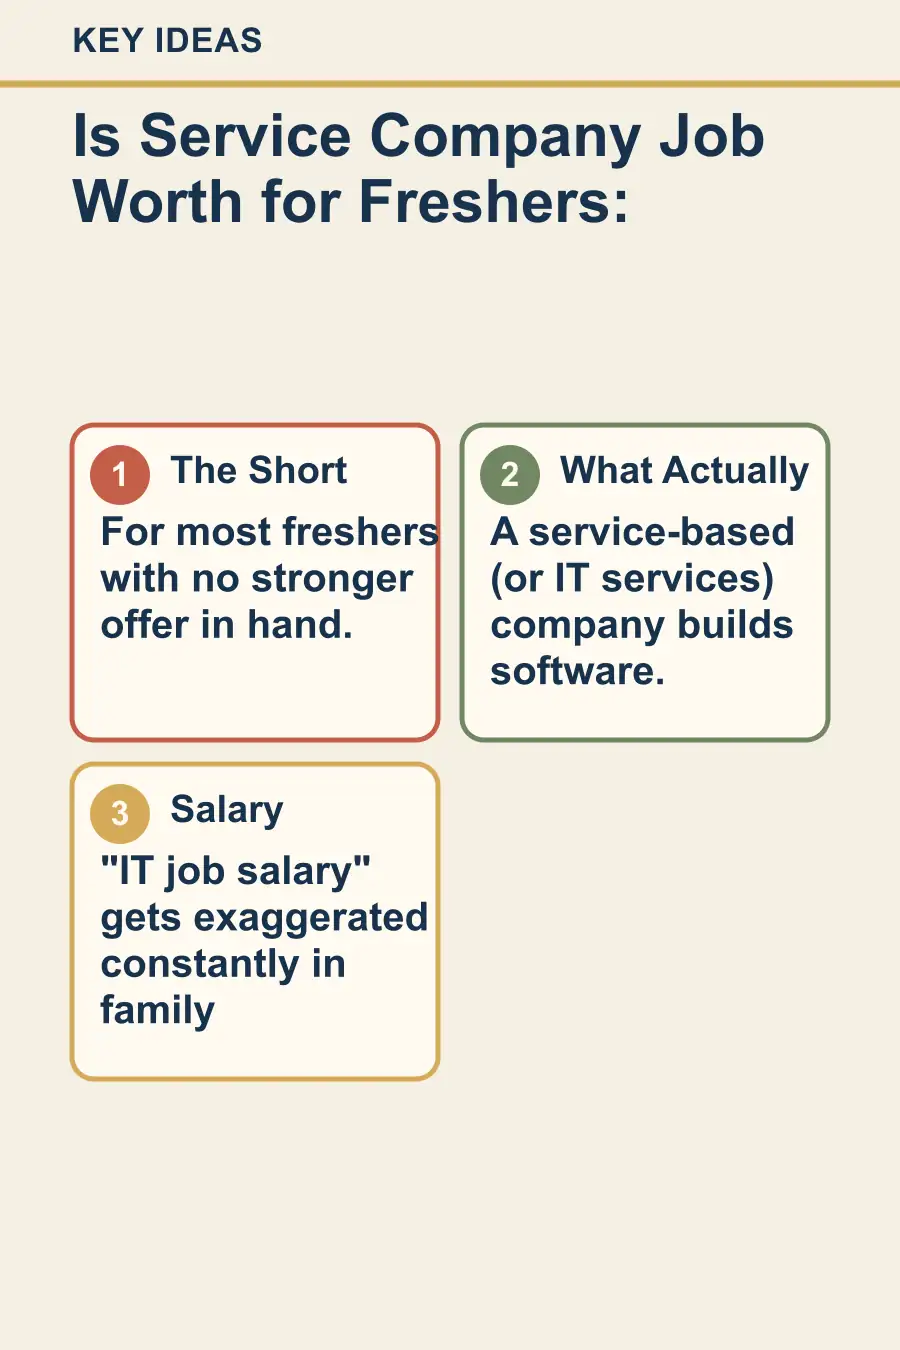 KEY IDEAS
Is Service Company Job
Worth for Freshers:
1
The Short
For most freshers
with no stronger
offer in hand.
2
What Actually
A service-based
(or IT services)
company builds
software.
3
Salary
"IT job salary"
gets exaggerated
constantly in
family